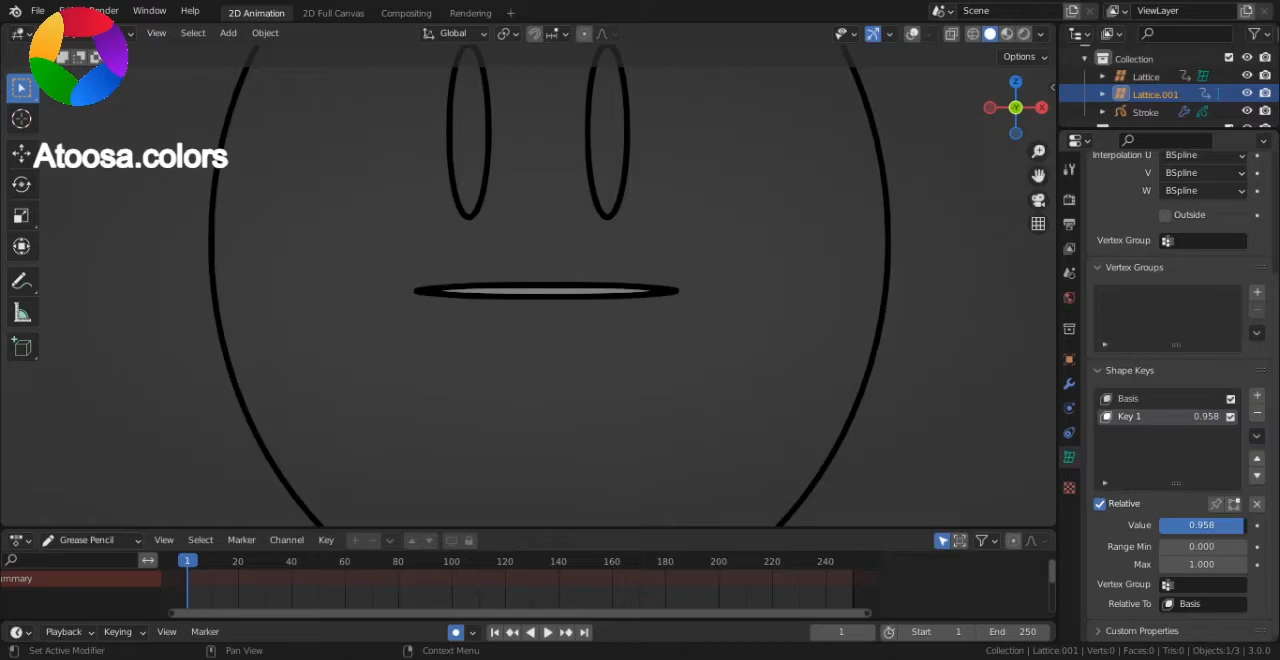 File Render Window Help 2D Animation 2D Full Canvas Compositing Rendering + Scene ViewLayer
View Select Add Object Global
Options
Atoosa.colors
Z
Y X
Collection
Lattice
Lattice.001
Stroke
Interpolation U BSpline
V BSpline
W BSpline
Outside
Vertex Group
Vertex Groups
Shape Keys
Basis
Key 1 0.958
Relative
Value 0.958
Range Min 0.000
Max 1.000
Vertex Group
Relative To Basis
Custom Properties
Grease Pencil View Select Marker Channel Key
1 20 40 60 80 100 120 140 160 180 200 220 240
ummary
Playback Keying View Marker 1 Start 1 End 250
Set Active Modifier Pan View Context Menu Collection | Lattice.001 | Verts:0 | Faces:0 | Tris:0 | Objects:1/3 | 3.0.0